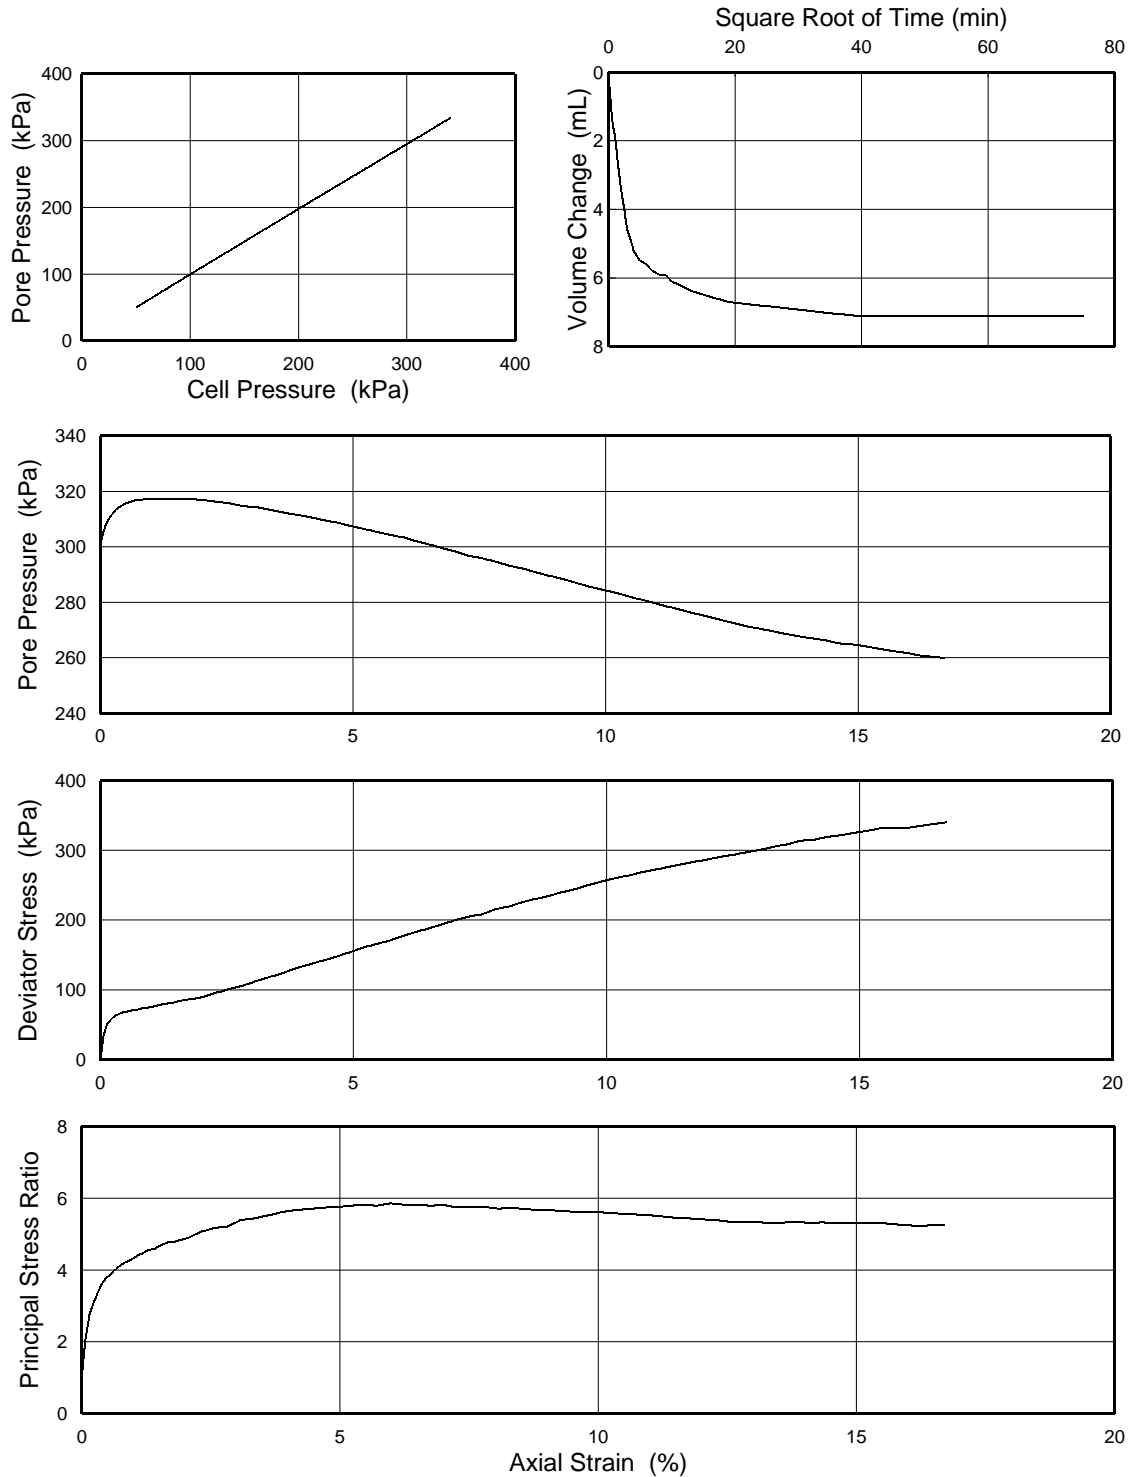 Square Root of Time (min)
0 20 40 60 80
0
2
4
6
8
Volume Change (mL)
400
300
200
100
0
Pore Pressure (kPa)
0 100 200 300 400
Cell Pressure (kPa)
340
320
300
280
260
240
Pore Pressure (kPa)
0 5 10 15 20
400
300
200
100
0
Deviator Stress (kPa)
0 5 10 15 20
8
6
4
2
0
Principal Stress Ratio
0 5 10 15 20
Axial Strain (%)